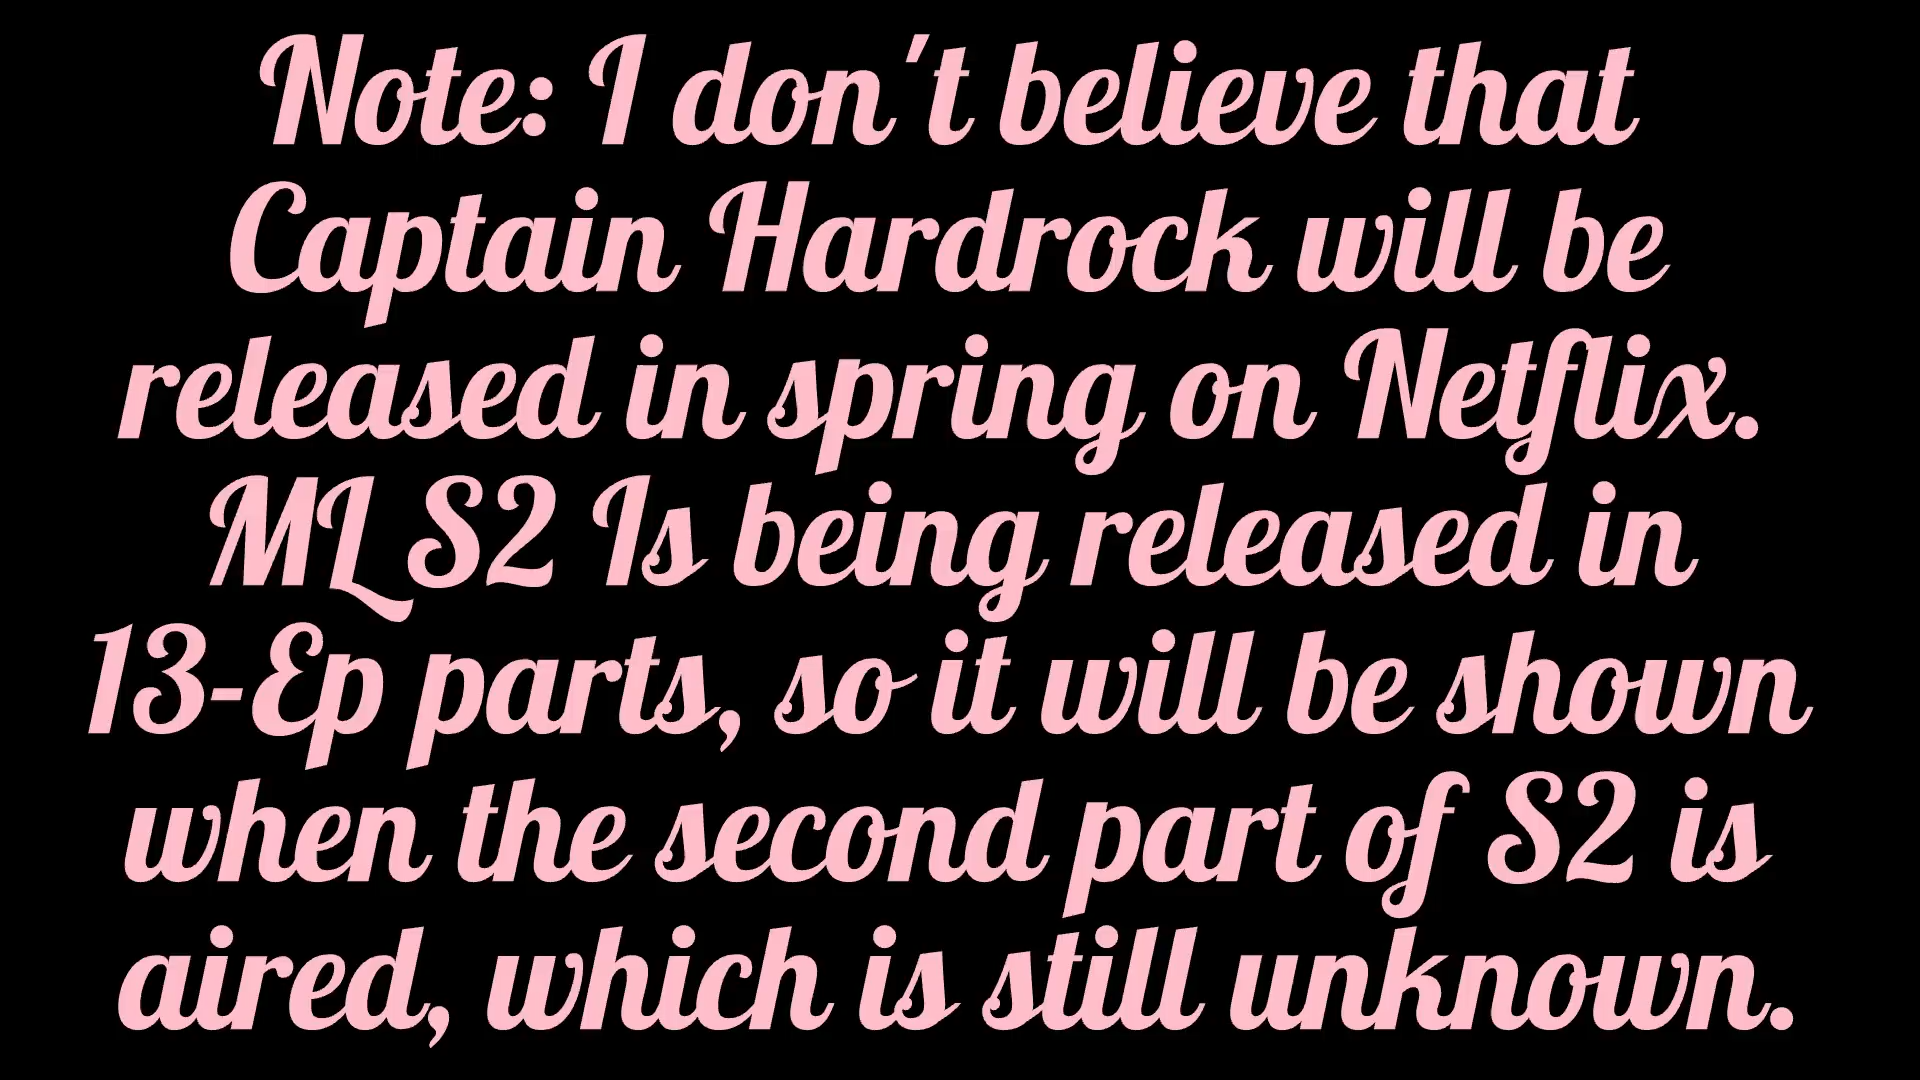 Note: I don't believe that
Captain Hardrock will be
released in spring on Netflix.
ML S2 Is being released in
13-Ep parts, so it will be shown
when the second part of S2 is
aired, which is still unknown.